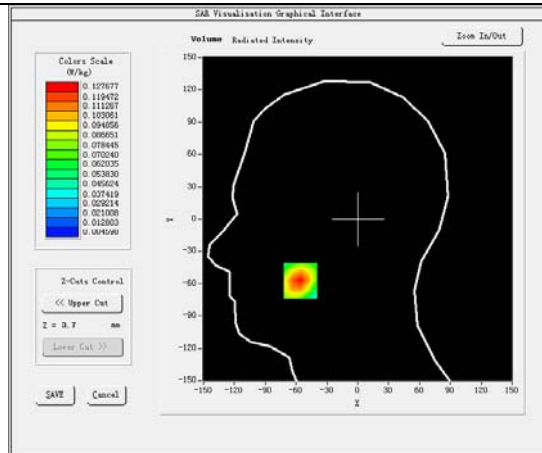 SAR Visualisation Graphical Interface
Volume Radiated Intensity
Zoom In/Out
Colors Scale
(W/kg)
0.127677
0.119472
0.111267
0.103061
0.094856
0.086651
0.078445
0.070240
0.062035
0.053830
0.045624
0.037419
0.029214
0.021008
0.012803
0.004598
150
120
90
60
30
0
-30
-60
-90
-120
-150
Y
-150 -120 -90 -60 -30 0 30 60 90 120 150
X
Z-Cuts Control
<< Upper Cut
Z = 3.7 mm
Lower Cut >>
SAVE Cancel